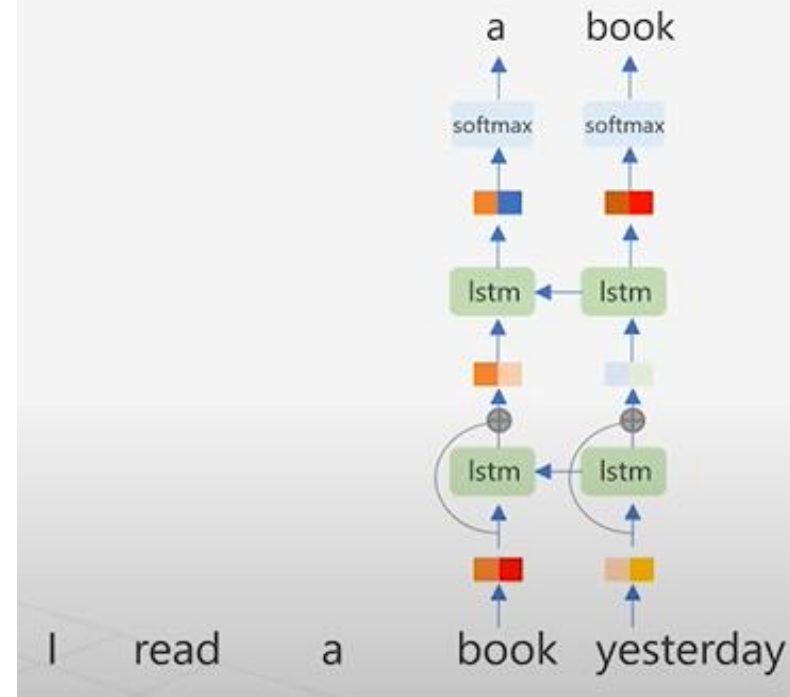 a book
softmax softmax
lstm lstm
lstm lstm
I read a book yesterday